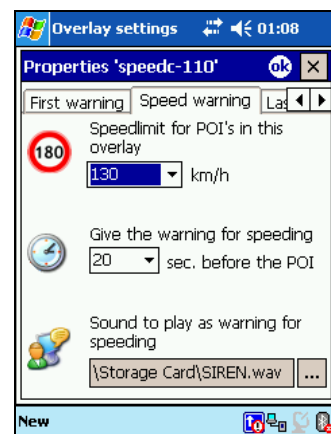 Overlay settings 01:08
Properties 'speedc-110' ok
First warning Speed warning Las
Speedlimit for POI's in this
overlay
180
130 km/h
Give the warning for speeding
20 sec. before the POI
Sound to play as warning for
speeding
\Storage Card\SIREN.wav ...
New